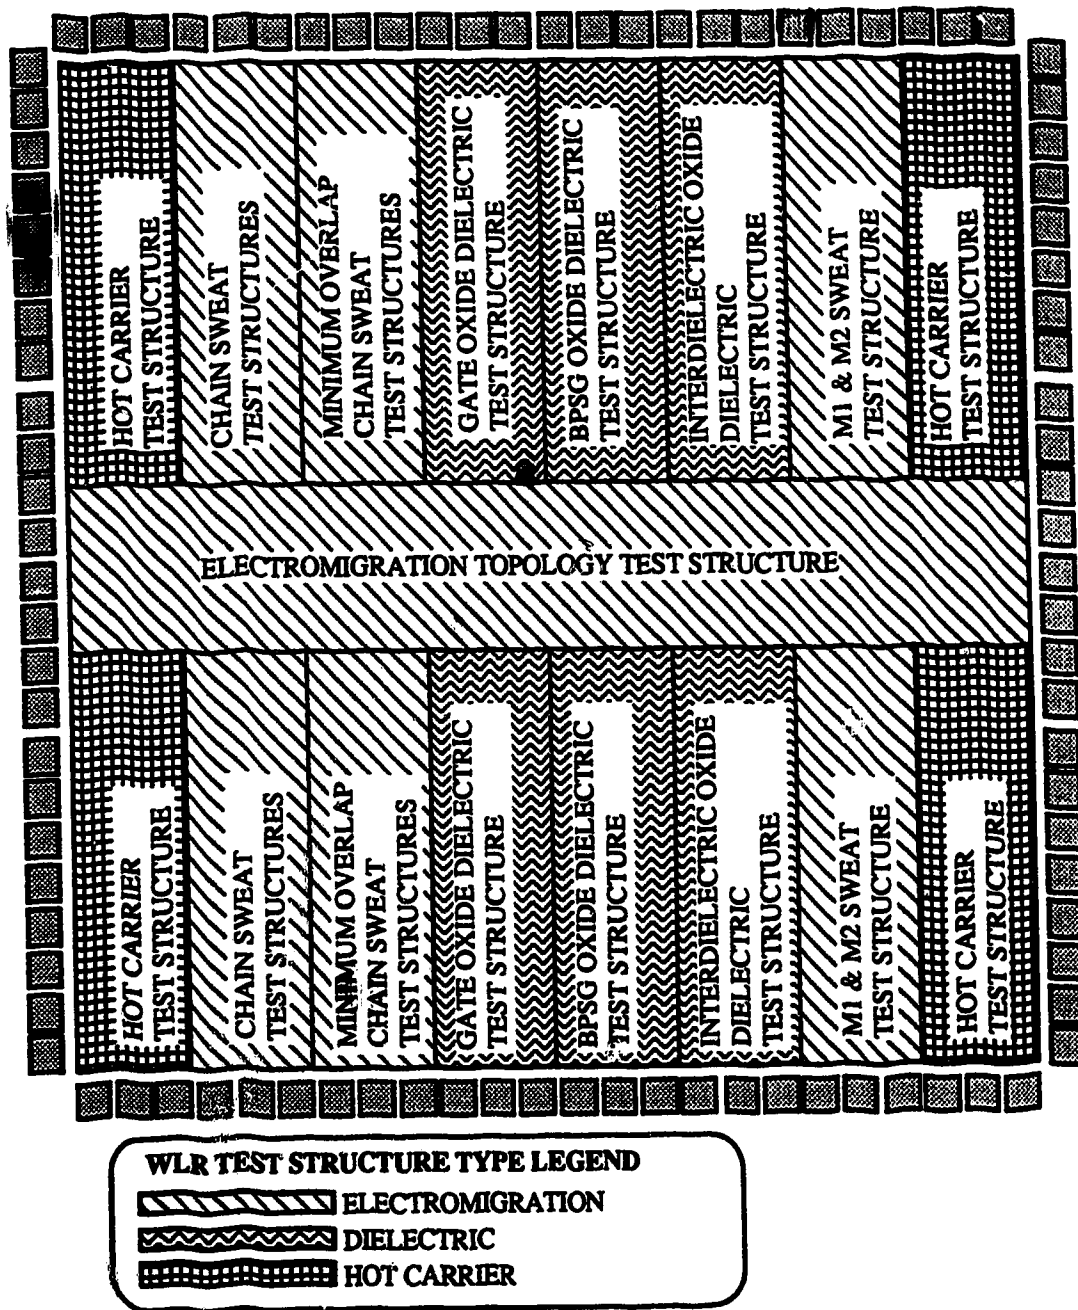 HOT CARRIER
TEST STRUCTURE
CHAIN SWEAT
TEST STRUCTURES
MINIMUM OVERLAP
CHAIN SWEAT
TEST STRUCTURES
GATE OXIDE DIELECTRIC
TEST STRUCTURE
BPSG OXIDE DIELECTRIC
TEST STRUCTURE
INTERDIELECTRIC OXIDE
DIELECTRIC
TEST STRUCTURE
M1 & M2 SWEAT
TEST STRUCTURE
HOT CARRIER
TEST STRUCTURE
ELECTROMIGRATION TOPOLOGY TEST STRUCTURE
HOT CARRIER
TEST STRUCTURE
CHAIN SWEAT
TEST STRUCTURES
MINIMUM OVERLAP
CHAIN SWEAT
TEST STRUCTURES
GATE OXIDE DIELECTRIC
TEST STRUCTURE
BPSG OXIDE DIELECTRIC
TEST STRUCTURE
INTERDIELECTRIC OXIDE
DIELECTRIC
TEST STRUCTURE
M1 & M2 SWEAT
TEST STRUCTURE
HOT CARRIER
TEST STRUCTURE
WLR TEST STRUCTURE TYPE LEGEND
ELECTROMIGRATION
DIELECTRIC
HOT CARRIER